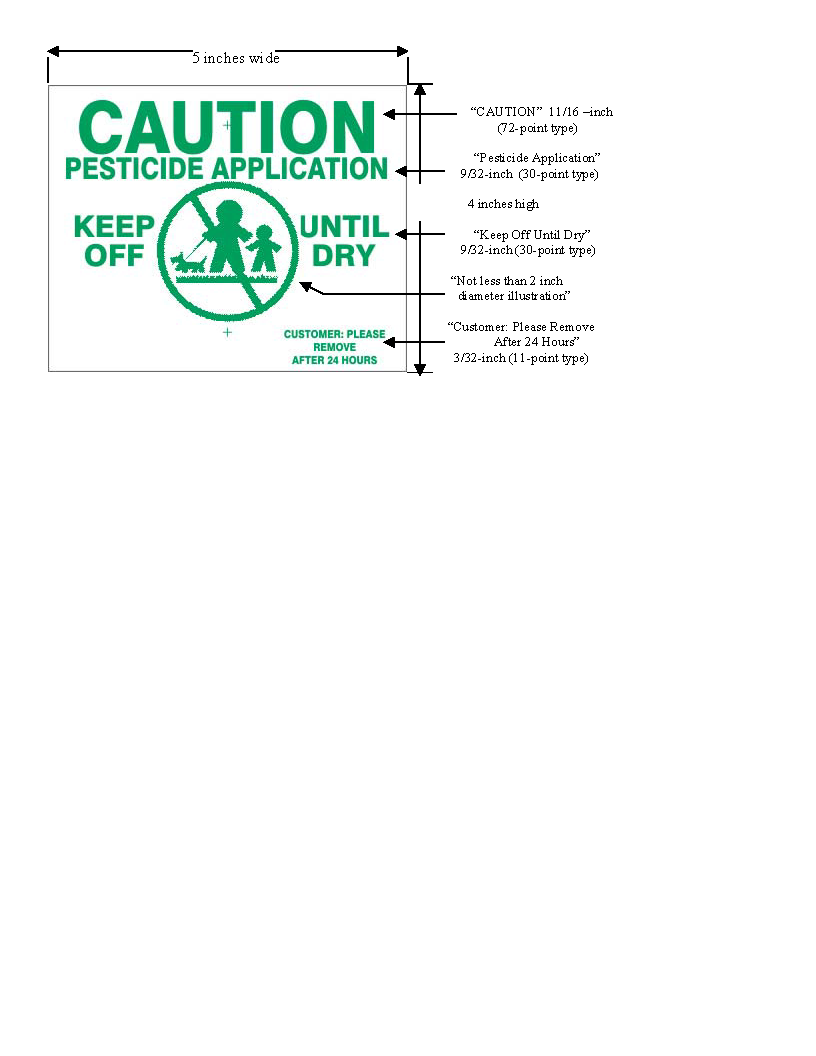 5 inches wide
CAUTION
PESTICIDE APPLICATION
KEEP
OFF
UNTIL
DRY
CUSTOMER: PLEASE
REMOVE
AFTER 24 HOURS
“CAUTION” 11/16 –inch
(72-point type)
“Pesticide Application”
9/32-inch (30-point type)
4 inches high
“Keep Off Until Dry”
9/32-inch (30-point type)
“Not less than 2 inch
diameter illustration”
“Customer: Please Remove
After 24 Hours”
3/32-inch (11-point type)